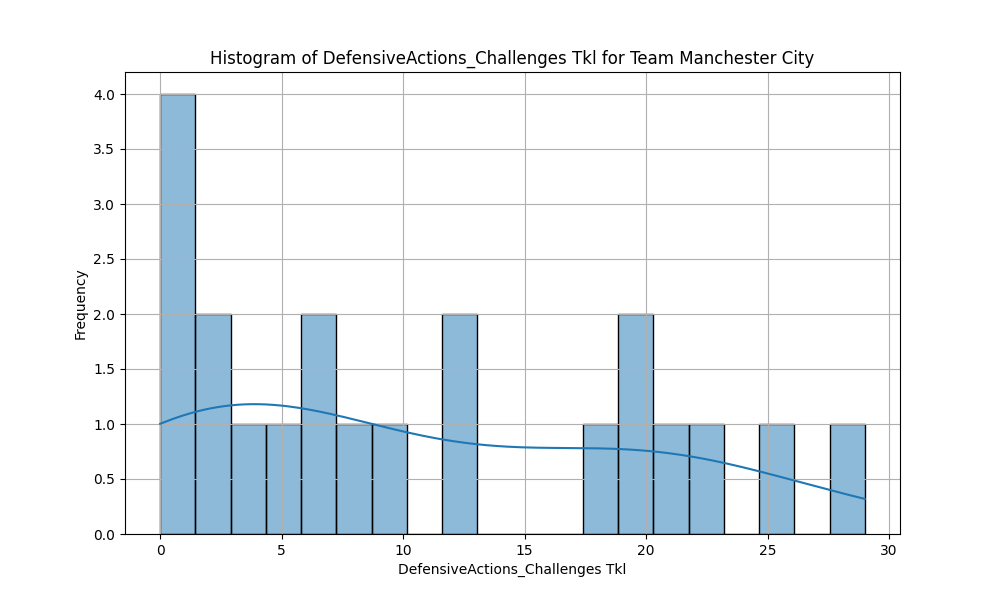 Histogram of DefensiveActions_Challenges Tkl for Team Manchester City
4.0
3.5
3.0
2.5
2.0
1.5
1.0
0.5
0.0
Frequency
0 5 10 15 20 25 30
DefensiveActions_Challenges Tkl